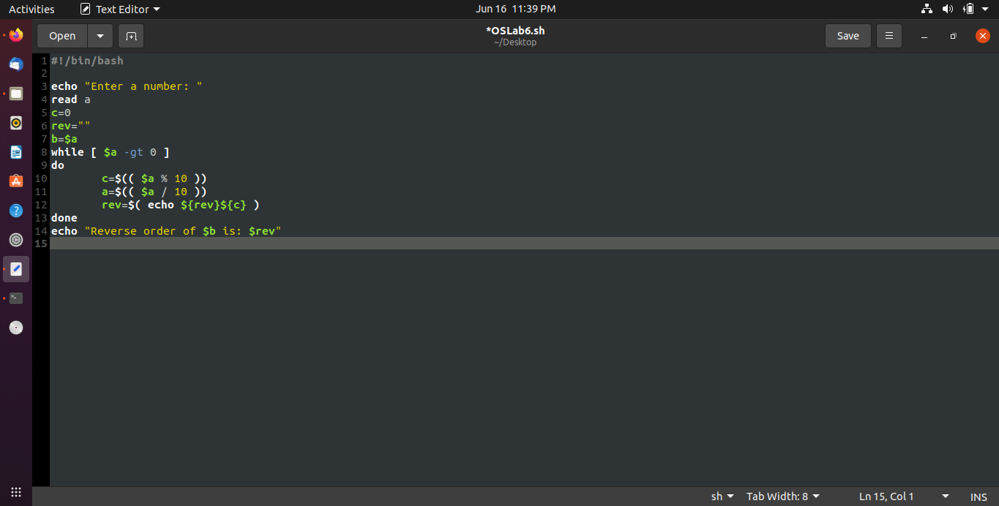 Activities Text Editor Jun 16 11:39 PM
Open *OSLab6.sh Save
~/Desktop
1 #!/bin/bash
2
3 echo "Enter a number: "
4 read a
5 c=0
6 rev=""
7 b=$a
8 while [ $a -gt 0 ]
9 do
10 c=$(( $a % 10 ))
11 a=$(( $a / 10 ))
12 rev=$( echo ${rev}${c} )
13 done
14 echo "Reverse order of $b is: $rev"
15
sh Tab Width: 8 Ln 15, Col 1 INS